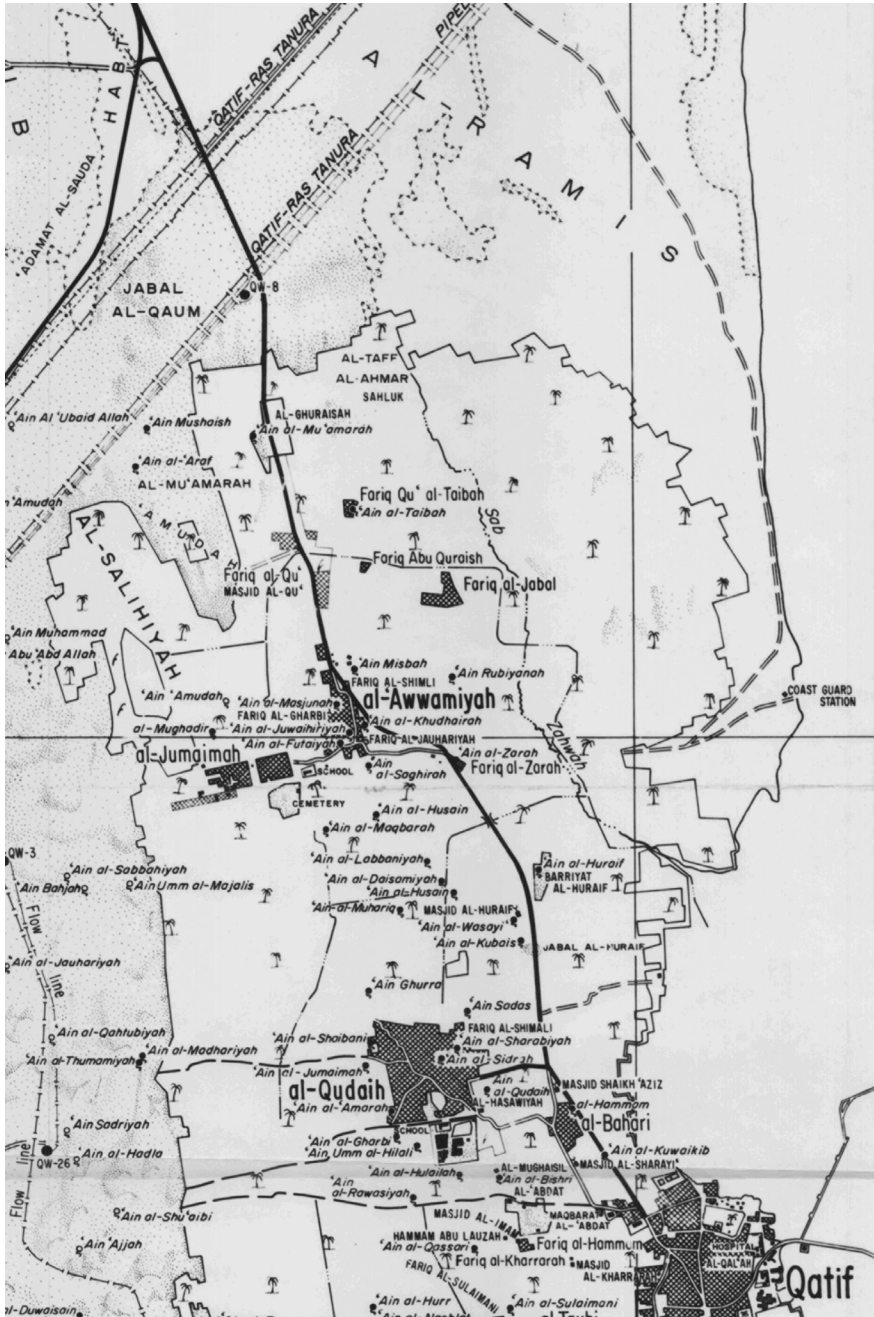 QATIF-RAS TANURA
PIPEL
HABT
B
AL-RAMIS
'ADAMAT AL-SAUDA
QATIF-RAS TANURA
JABAL
AL-QAUM
QW-8
AL-TAFF
AL-AHMAR
SAHLUK
'Ain Al 'Ubaid Allah
'Ain Mushaish
AL-GHURAISAH
'Ain al-Mu'amarah
'Ain al-'Araf
AL-MU'AMARAH
n 'Amudah
'AMUDAH
Fariq Qu' al-Taibah
'Ain al-Taibah
Sab
Zahwah
AL-SALIHIYAH
Fariq Abu Quraish
Fariq al-Qu'
MASJID AL-QU'
Fariq al-Jabal
'Ain Muhammad
Abu 'Abd Allah
'Ain Misbah
FARIQ AL-SHIMLI
'Ain Rubiyanah
'Ain 'Amudah
'Ain al-Masjunah
al-'Awwamiyah
COAST GUARD
STATION
FARIQ AL-GHARBI
'Ain al-Khudhairah
al-Mughadir
'Ain al-Juwaihiriyah
FARIQ AL-JAUHARIYAH
'Ain al-Futaiyah
al-Jumaimah
'Ain al-Zarah
Fariq al-Zarah
'Ain
al-Saghirah
SCHOOL
CEMETERY
'Ain al-Husain
'Ain al-Maqbarah
QW-3
'Ain al-Labbaniyah
'Ain al-Huraif
BARRIYAT
AL-HURAIF
'Ain al-Sabbahiyah
'Ain Bahjah
'Ain Umm al-Majalis
'Ain al-Daisamiyah
'Ain al-Husain
'Ain al-Muhariq
MASJID AL-HURAIF
'Ain al-Wasayi'
'Ain al-Kubais
JABAL AL-HURAIF
Flow line
'Ain al-Jauhariyah
'Ain Ghurra
'Ain Sadas
FARIQ AL-SHIMALI
'Ain al-Qahtubiyah
'Ain al-Shaibani
'Ain al-Sharabiyah
'Ain al-Madhariyah
'Ain al-Thumamiyah
'Ain al-Sidrah
'Ain al-Jumaimah
al-Qudaih
'Ain
al-Qudaih
MASJID SHAIKH 'AZIZ
AL-HASAWIYAH
al-Hammam
al-Bahari
'Ain al-'Amarah
'Ain Sadriyah
CHOOL
'Ain al-Gharbi
'Ain Umm al-Hilali
'Ain al-Hadla
QW-26
'Ain al-Kuwaikib
AL-MUGHAISIL
MASJID AL-SHARAYI'
'Ain al-Hulailah
'Ain al-Bishri
AL-'ABDAT
'Ain
al-Rawasiyah
Flow line
'Ain al-Shu'aibi
MASJID AL-IMAM
MAQBARAT
AL-'ABDAT
HAMMAM ABU LAUZAH
Fariq al-Hammam
'Ain 'Ajjah
'Ain al-Qassari
HOSPITAL
AL-QAL'AH
Fariq al-Kharrarah
MASJID
AL-KHARRARAH
FARIQ AL-SULAIMANI
Qatif
al-Duwaisain
'Ain al-Hurr
'Ain al-Sulaimani